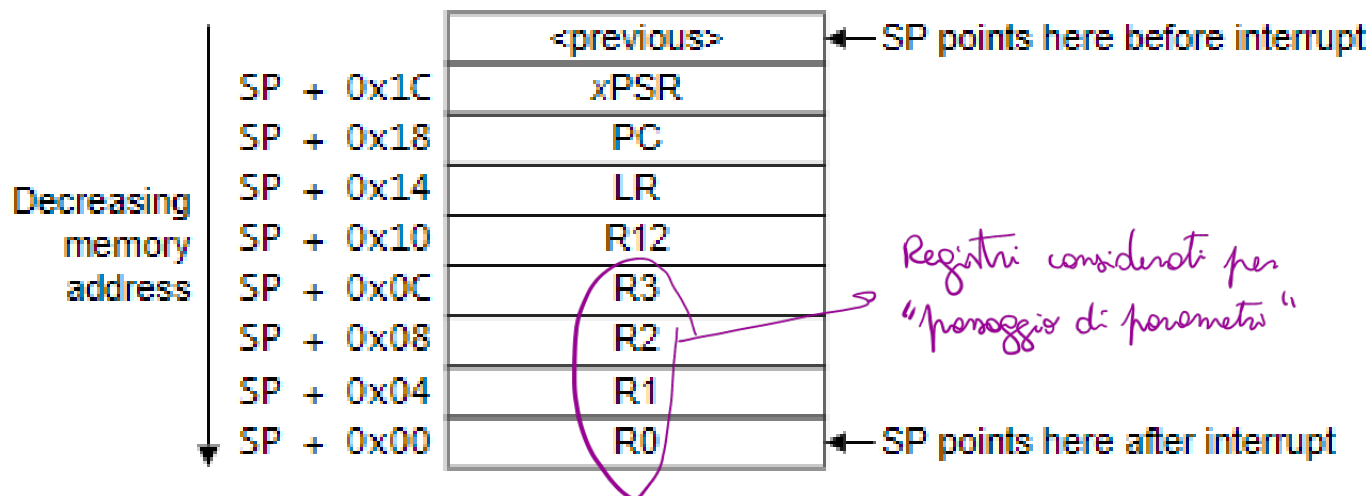 <previous>
SP points here before interrupt
SP + 0x1C xPSR
SP + 0x18 PC
SP + 0x14 LR
SP + 0x10 R12
SP + 0x0C R3
SP + 0x08 R2
SP + 0x04 R1
SP + 0x00 R0
SP points here after interrupt
Decreasing
memory
address
Registri considerati per
"passaggio di parametri"